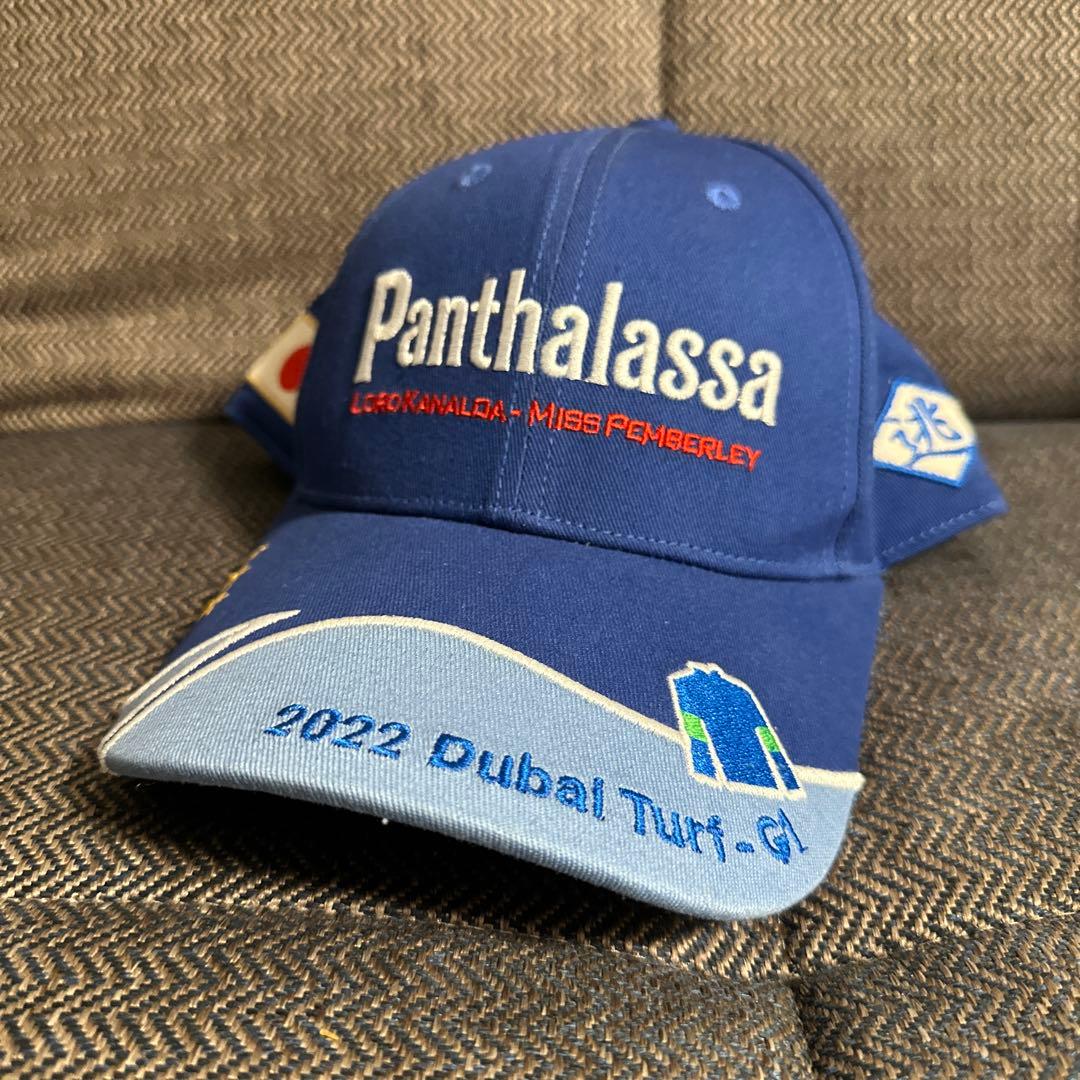 Panthalassa
LORD KANALOA - MISS PEMBERLEY
2022 Dubai Turf - G1